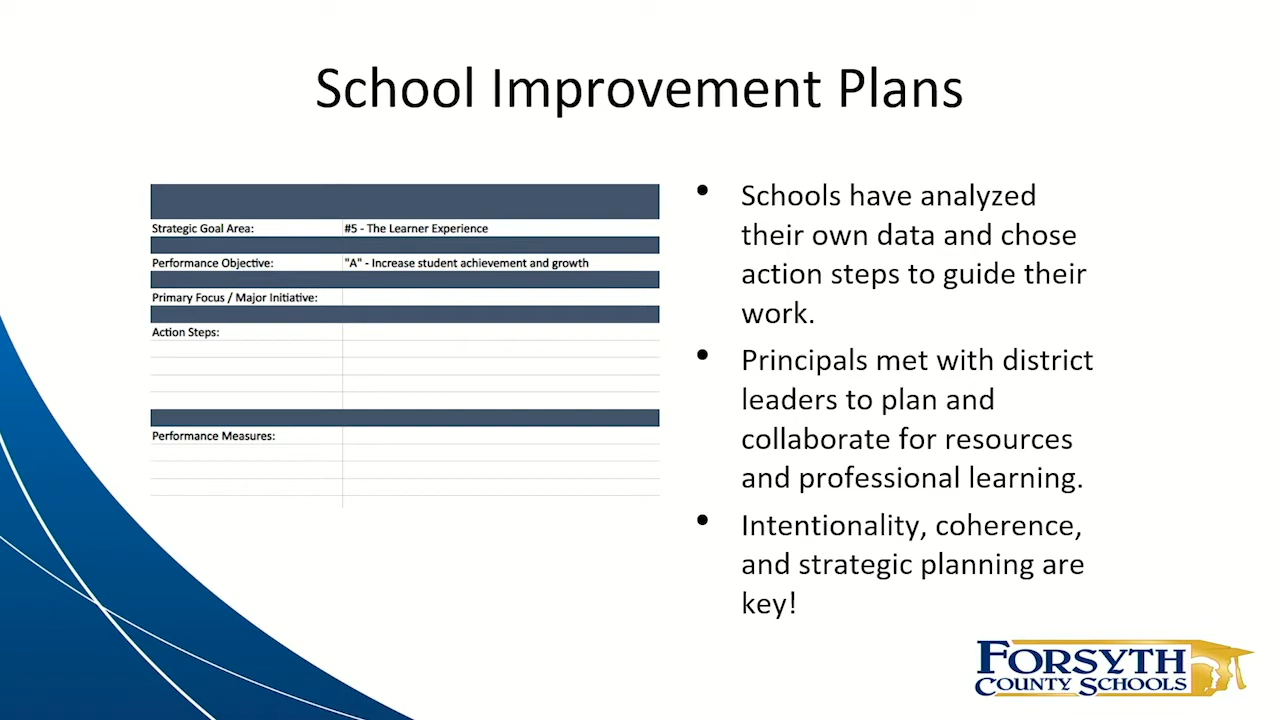 School Improvement Plans
Strategic Goal Area: #5 - The Learner Experience
Performance Objective: "A" - Increase student achievement and growth
Primary Focus / Major Initiative:
Action Steps:
Performance Measures:
• Schools have analyzed
their own data and chose
action steps to guide their
work.
• Principals met with district
leaders to plan and
collaborate for resources
and professional learning.
• Intentionality, coherence,
and strategic planning are
key!
FORSYTH
COUNTY SCHOOLS